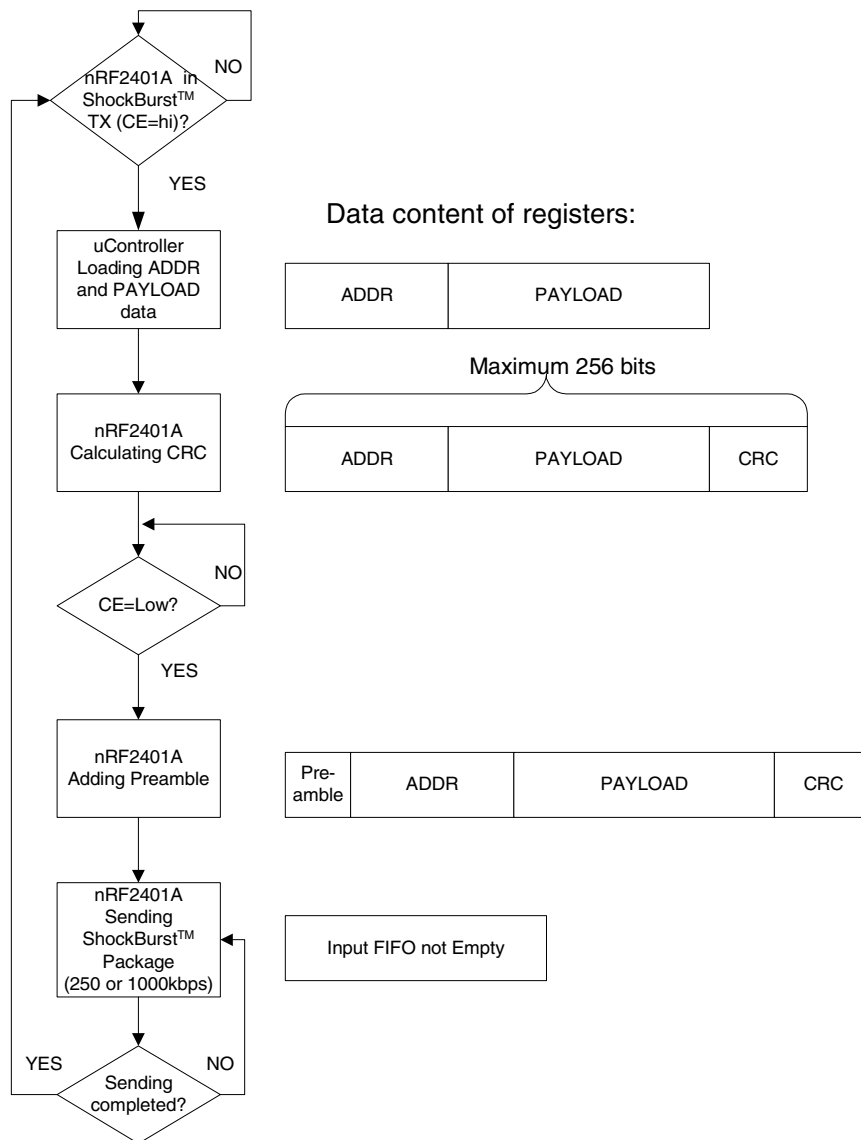 NO
nRF2401A in
ShockBurst™
TX (CE=hi)?
YES
Data content of registers:
uController
Loading ADDR
and PAYLOAD
data
ADDR
PAYLOAD
Maximum 256 bits
nRF2401A
Calculating CRC
ADDR
PAYLOAD
CRC
NO
CE=Low?
YES
nRF2401A
Adding Preamble
Pre-
amble
ADDR
PAYLOAD
CRC
nRF2401A
Sending
ShockBurst™
Package
(250 or 1000kbps)
Input FIFO not Empty
YES
NO
Sending
completed?